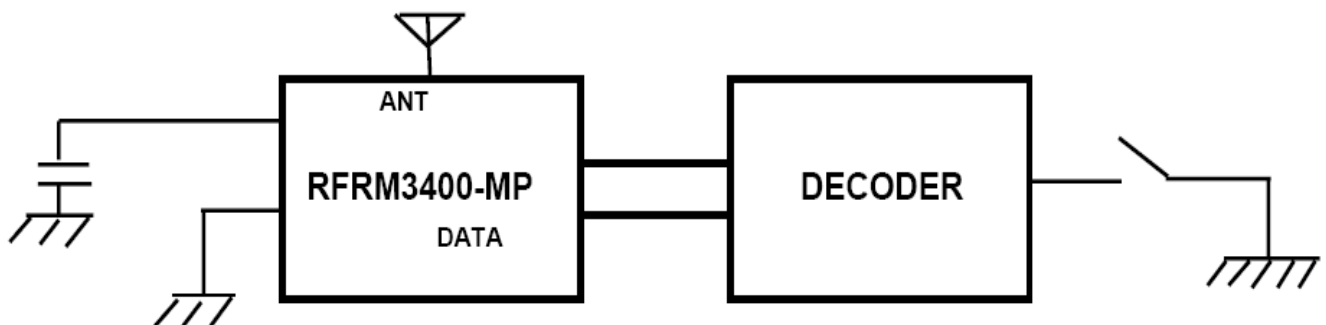 ANT
RFRM3400-MP
DECODER
DATA